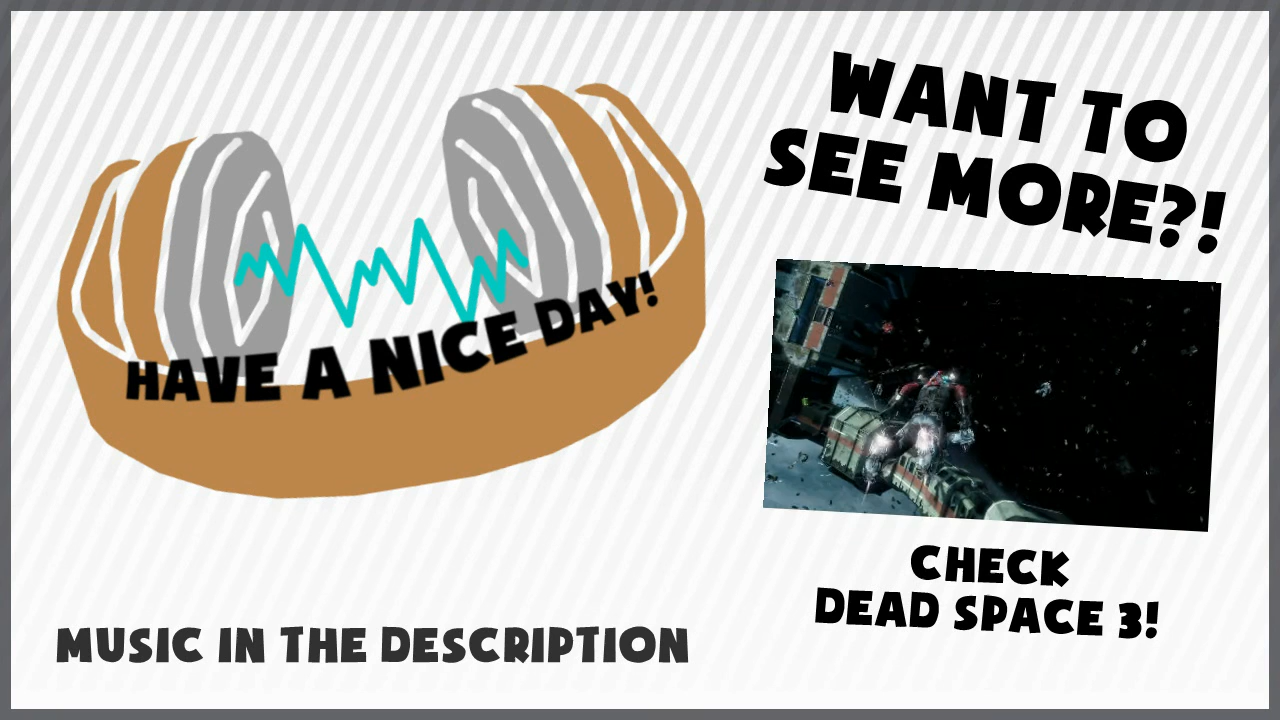 HAVE A NICE DAY!
MUSIC IN THE DESCRIPTION
WANT TO
SEE MORE?!
CHECK
DEAD SPACE 3!